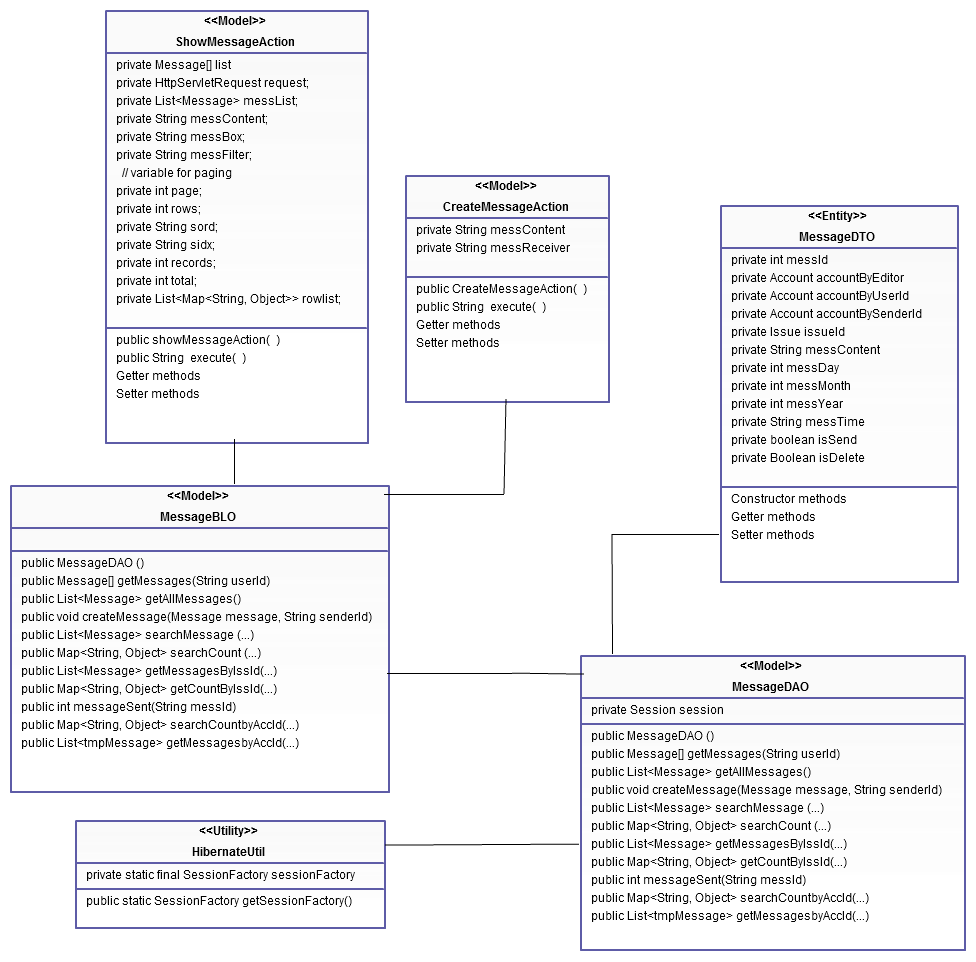 <<Model>>
ShowMessageAction
private Message[] list
private HttpServletRequest request;
private List<Message> messList;
private String messContent;
private String messBox;
private String messFilter;
// variable for paging
private int page;
private int rows;
private String sord;
private String sidx;
private int records;
private int total;
private List<Map<String, Object>> rowlist;
public showMessageAction( )
public String execute( )
Getter methods
Setter methods
<<Model>>
CreateMessageAction
private String messContent
private String messReceiver
public CreateMessageAction( )
public String execute( )
Getter methods
Setter methods
<<Entity>>
MessageDTO
private int messId
private Account accountByEditor
private Account accountByUserId
private Account accountBySenderId
private Issue issueId
private String messContent
private int messDay
private int messMonth
private int messYear
private String messTime
private boolean isSend
private Boolean isDelete
Constructor methods
Getter methods
Setter methods
<<Model>>
MessageBLO
public MessageDAO ()
public Message[] getMessages(String userId)
public List<Message> getAllMessages()
public void createMessage(Message message, String senderId)
public List<Message> searchMessage (...)
public Map<String, Object> searchCount (...)
public List<Message> getMessagesByIssId(...)
public Map<String, Object> getCountByIssId(...)
public int messageSent(String messId)
public Map<String, Object> searchCountbyAccId(...)
public List<tmpMessage> getMessagesbyAccId(...)
<<Model>>
MessageDAO
private Session session
public MessageDAO ()
public Message[] getMessages(String userId)
public List<Message> getAllMessages()
public void createMessage(Message message, String senderId)
public List<Message> searchMessage (...)
public Map<String, Object> searchCount (...)
public List<Message> getMessagesByIssId(...)
public Map<String, Object> getCountByIssId(...)
public int messageSent(String messId)
public Map<String, Object> searchCountbyAccId(...)
public List<tmpMessage> getMessagesbyAccId(...)
<<Utility>>
HibernateUtil
private static final SessionFactory sessionFactory
public static SessionFactory getSessionFactory()